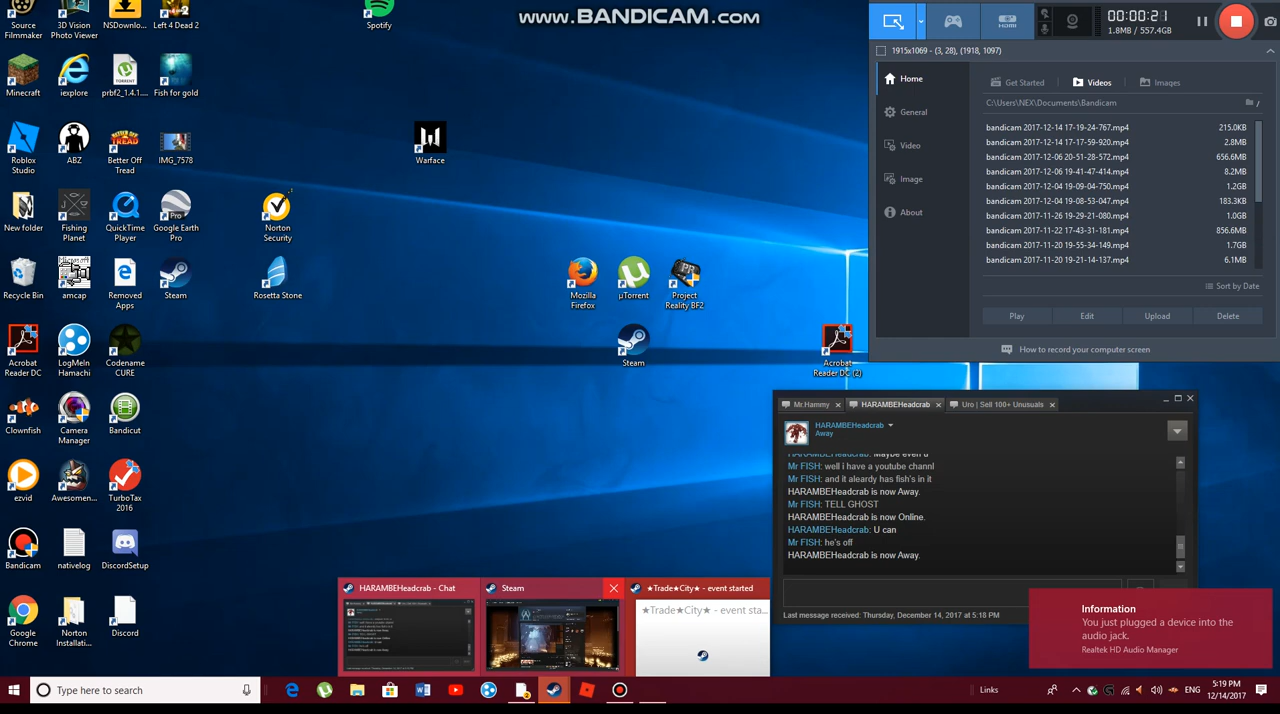 www.BANDICAM.com
00:00:21
1.8MB / 557.4GB
1915x1069 - (3, 28), (1918, 1097)
Home
General
Video
Image
About
Get Started
Videos
Images
C:\Users\NEX\Documents\Bandicam
bandicam 2017-12-14 17-19-24-767.mp4 215.0KB
bandicam 2017-12-14 17-17-59-920.mp4 2.8MB
bandicam 2017-12-06 20-51-28-572.mp4 656.6MB
bandicam 2017-12-06 19-41-47-414.mp4 8.2MB
bandicam 2017-12-04 19-09-04-750.mp4 1.2GB
bandicam 2017-12-04 19-08-53-047.mp4 183.3KB
bandicam 2017-11-26 19-29-21-080.mp4 1.0GB
bandicam 2017-11-22 17-43-31-181.mp4 856.6MB
bandicam 2017-11-20 19-55-34-149.mp4 1.7GB
bandicam 2017-11-20 19-21-14-137.mp4 6.1MB
Sort by Date
Play Edit Upload Delete
How to record your computer screen
Source
Filmmaker
3D Vision
Photo Viewer
NSDownlo...
Left 4 Dead 2
Spotify
Minecraft
iexplore
prbf2_1.4.1....
Fish for gold
Roblox
Studio
ABZ
Better Off
Tread
IMG_7578
Warface
New folder
Fishing
Planet
QuickTime
Player
Google Earth
Pro
Norton
Security
Recycle Bin
amcap
Removed
Apps
Steam
Rosetta Stone
Mozilla
Firefox
µTorrent
Project
Reality BF2
Acrobat
Reader DC
LogMeIn
Hamachi
Codename
CURE
Steam
Acrobat
Reader DC (2)
Clownfish
Camera
Manager
Bandicut
ezvid
Awesomen...
TurboTax
2016
Bandicam
nativelog
DiscordSetup
Google
Chrome
Norton
Installati...
Discord
Mr.Hammy
HARAMBEHeadcrab
Uro | Sell 100+ Unusuals
HARAMBEHeadcrab
Away
HARAMBEHeadcrab: Maybe even u
Mr FISH: well i have a youtube channl
Mr FISH: and it aleardy has fish's in it
HARAMBEHeadcrab is now Away.
Mr FISH: TELL GHOST
HARAMBEHeadcrab is now Online.
HARAMBEHeadcrab: U can
Mr FISH: he's off
HARAMBEHeadcrab is now Away.
Last message received: Thursday, December 14, 2017 at 5:18 PM
HARAMBEHeadcrab - Chat
Steam
★Trade★City★ - event started
★Trade★City★ - event sta...
Information
You just plugged a device into the
audio jack.
Realtek HD Audio Manager
Type here to search
Links
ENG
5:19 PM
12/14/2017